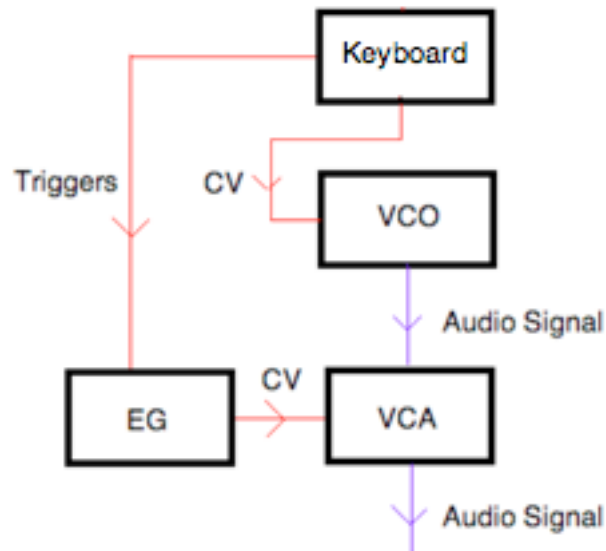 Keyboard
Triggers
CV
VCO
Audio Signal
CV
EG
VCA
Audio Signal